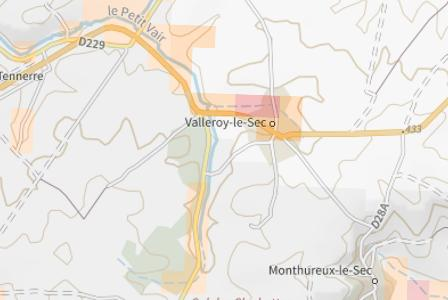 le Petit Vair
D229
Tennerre
Valleroy-le-Sec
433
D28A
Monthureux-le-Sec